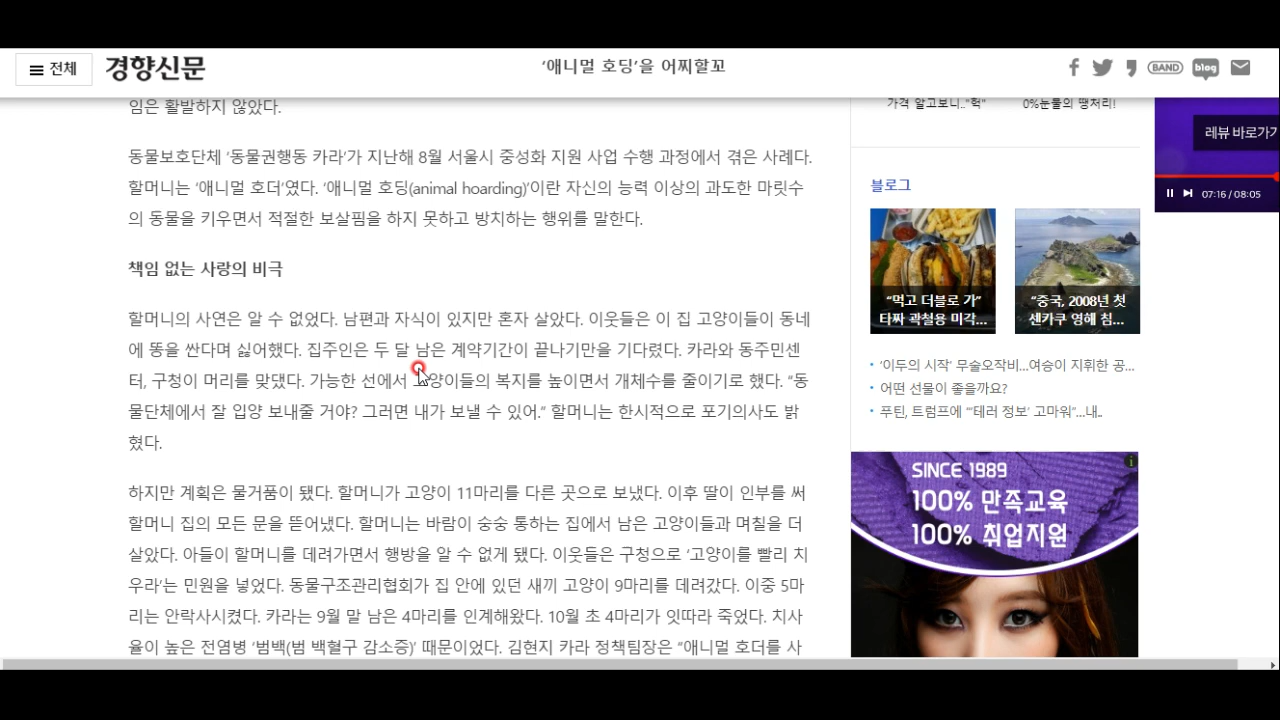 전체
경향신문
‘애니멀 호딩’을 어찌할꼬
BAND
blog
임은 활발하지 않았다.
동물보호단체 ‘동물권행동 카라’가 지난해 8월 서울시 중성화 지원 사업 수행 과정에서 겪은 사례다.
할머니는 ‘애니멀 호더’였다. ‘애니멀 호딩(animal hoarding)’이란 자신의 능력 이상의 과도한 마릿수
의 동물을 키우면서 적절한 보살핌을 하지 못하고 방치하는 행위를 말한다.
책임 없는 사랑의 비극
할머니의 사연은 알 수 없었다. 남편과 자식이 있지만 혼자 살았다. 이웃들은 이 집 고양이들이 동네
에 똥을 싼다며 싫어했다. 집주인은 두 달 남은 계약기간이 끝나기만을 기다렸다. 카라와 동주민센
터, 구청이 머리를 맞댔다. 가능한 선에서 고양이들의 복지를 높이면서 개체수를 줄이기로 했다. “동
물단체에서 잘 입양 보내줄 거야? 그러면 내가 보낼 수 있어.” 할머니는 한시적으로 포기의사도 밝
혔다.
하지만 계획은 물거품이 됐다. 할머니가 고양이 11마리를 다른 곳으로 보냈다. 이후 딸이 인부를 써
할머니 집의 모든 문을 뜯어냈다. 할머니는 바람이 숭숭 통하는 집에서 남은 고양이들과 며칠을 더
살았다. 아들이 할머니를 데려가면서 행방을 알 수 없게 됐다. 이웃들은 구청으로 ‘고양이를 빨리 치
우라’는 민원을 넣었다. 동물구조관리협회가 집 안에 있던 새끼 고양이 9마리를 데려갔다. 이중 5마
리는 안락사시켰다. 카라는 9월 말 남은 4마리를 인계해왔다. 10월 초 4마리가 잇따라 죽었다. 치사
율이 높은 전염병 ‘범백(범 백혈구 감소증)’ 때문이었다. 김현지 카라 정책팀장은 “애니멀 호더를 사
가격 알고보니.."헉"
0%눈물의 땡처리!
블로그
“먹고 더블로 가”
타짜 곽철용 미각...
“중국, 2008년 첫
센카쿠 영해 침...
‘이두의 시작’ 무술오작비...여승이 지휘한 공...
어떤 선물이 좋을까요?
푸틴, 트럼프에 “‘테러 정보’ 고마워”...내..
SINCE 1989
100% 만족교육
100% 취업지원
레뷰 바로가기
07:16 / 08:05